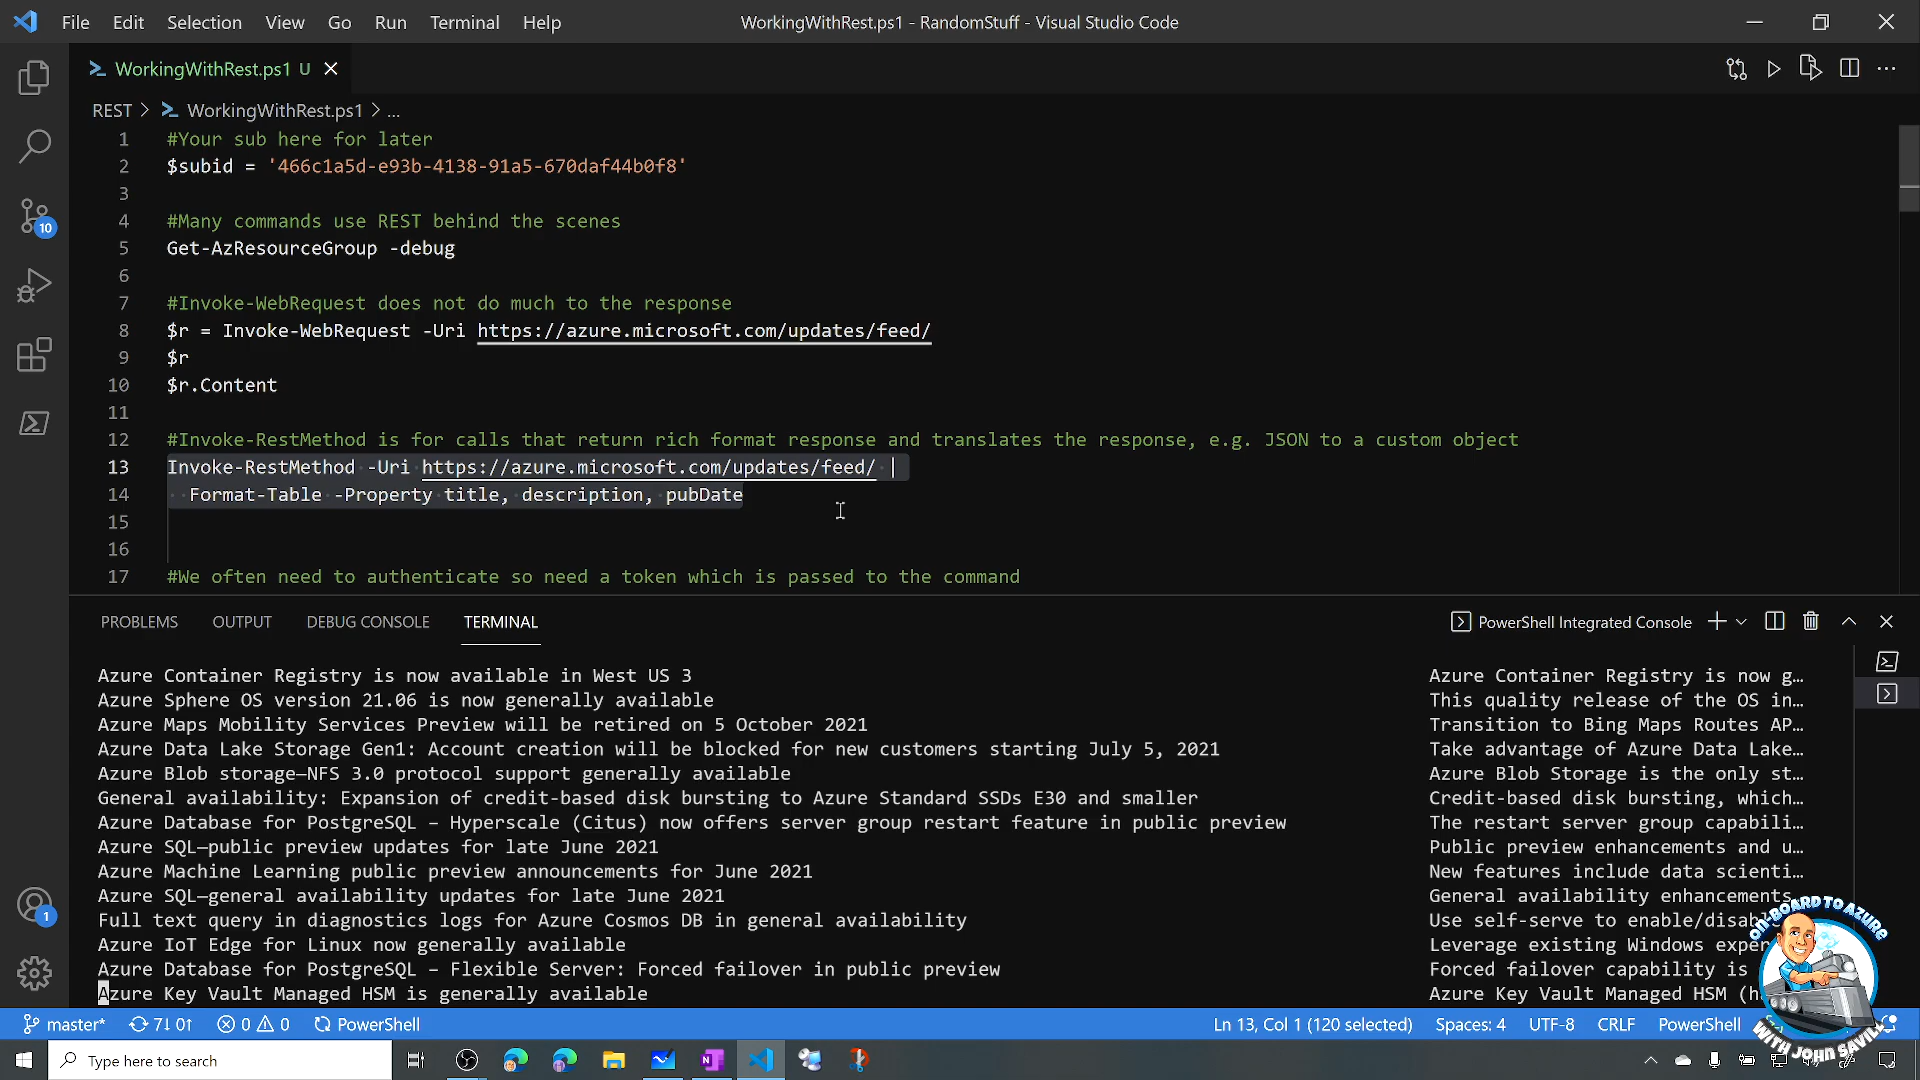 File Edit Selection View Go Run Terminal Help
WorkingWithRest.ps1 - RandomStuff - Visual Studio Code
WorkingWithRest.ps1 U
REST > WorkingWithRest.ps1 > ...
1 #Your sub here for later
2 $subid = '466c1a5d-e93b-4138-91a5-670daf44b0f8'
3
4 #Many commands use REST behind the scenes
5 Get-AzResourceGroup -debug
6
7 #Invoke-WebRequest does not do much to the response
8 $r = Invoke-WebRequest -Uri https://azure.microsoft.com/updates/feed/
9 $r
10 $r.Content
11
12 #Invoke-RestMethod is for calls that return rich format response and translates the response, e.g. JSON to a custom object
13 Invoke-RestMethod -Uri https://azure.microsoft.com/updates/feed/ |
14 Format-Table -Property title, description, pubDate
15
16
17 #We often need to authenticate so need a token which is passed to the command
10
PROBLEMS OUTPUT DEBUG CONSOLE TERMINAL
PowerShell Integrated Console
Azure Container Registry is now available in West US 3 Azure Container Registry is now g…
Azure Sphere OS version 21.06 is now generally available This quality release of the OS in…
Azure Maps Mobility Services Preview will be retired on 5 October 2021 Transition to Bing Maps Routes AP…
Azure Data Lake Storage Gen1: Account creation will be blocked for new customers starting July 5, 2021 Take advantage of Azure Data Lake…
Azure Blob storage—NFS 3.0 protocol support generally available Azure Blob Storage is the only st…
General availability: Expansion of credit-based disk bursting to Azure Standard SSDs E30 and smaller Credit-based disk bursting, which…
Azure Database for PostgreSQL – Hyperscale (Citus) now offers server group restart feature in public preview The restart server group capabili…
Azure SQL—public preview updates for late June 2021 Public preview enhancements and u…
Azure Machine Learning public preview announcements for June 2021 New features include data scienti…
Azure SQL—general availability updates for late June 2021 General availability enhancements…
Full text query in diagnostics logs for Azure Cosmos DB in general availability Use self-serve to enable/disab
Azure IoT Edge for Linux now generally available Leverage existing Windows exper
Azure Database for PostgreSQL – Flexible Server: Forced failover in public preview Forced failover capability is
Azure Key Vault Managed HSM is generally available Azure Key Vault Managed HSM (h
1
ON-BOARD TO AZURE
WITH JOHN SAVILL
master* 7↓ 0↑ 0 0 PowerShell
Ln 13, Col 1 (120 selected) Spaces: 4 UTF-8 CRLF PowerShell
Type here to search